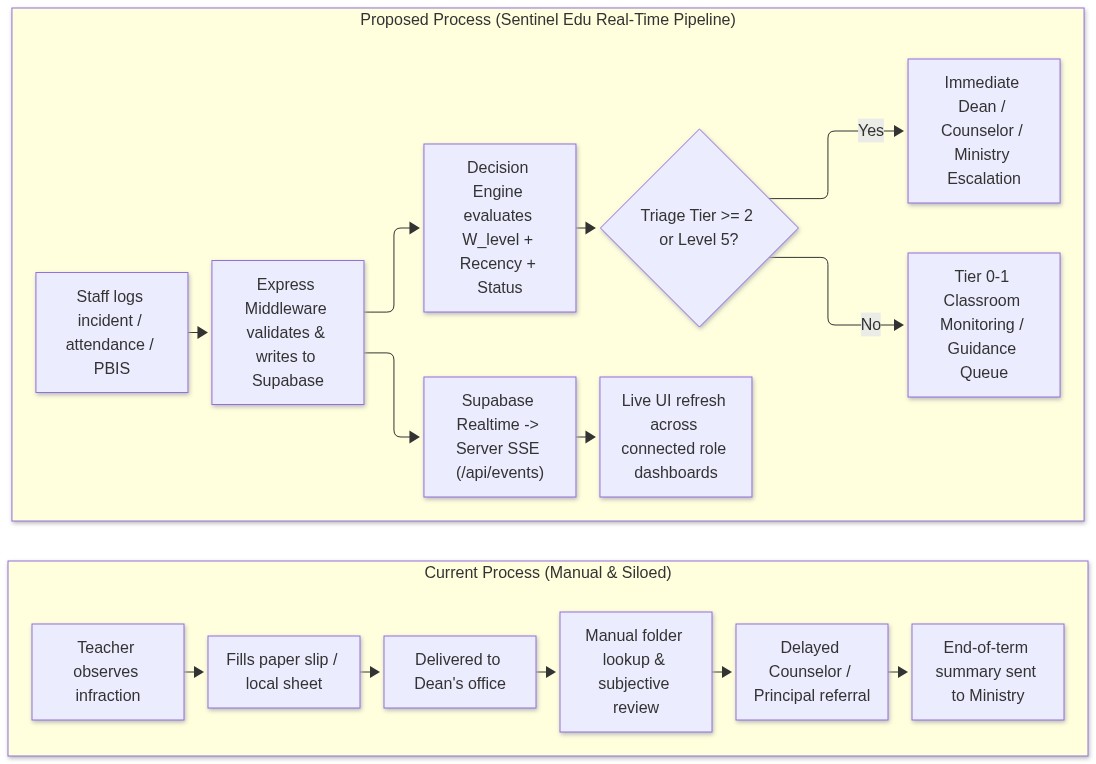 Proposed Process (Sentinel Edu Real-Time Pipeline)
Staff logs
incident /
attendance /
PBIS
Express
Middleware
validates &
writes to
Supabase
Decision
Engine
evaluates
W_level +
Recency +
Status
Triage Tier >= 2
or Level 5?
Yes
Immediate
Dean /
Counselor /
Ministry
Escalation
No
Tier 0-1
Classroom
Monitoring /
Guidance
Queue
Supabase
Realtime ->
Server SSE
(/api/events)
Live UI refresh
across
connected role
dashboards
Current Process (Manual & Siloed)
Teacher
observes
infraction
Fills paper slip /
local sheet
Delivered to
Dean's office
Manual folder
lookup &
subjective
review
Delayed
Counselor /
Principal referral
End-of-term
summary sent
to Ministry